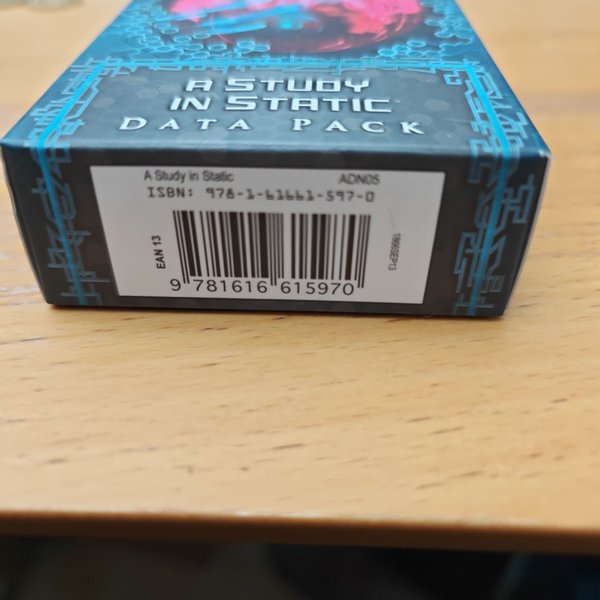 A STUDY
IN STATIC
DATA PACK
A Study in Static ADN05
ISBN: 978-1-61661-597-0
EAN 13
1866SEP13
9 781616 615970